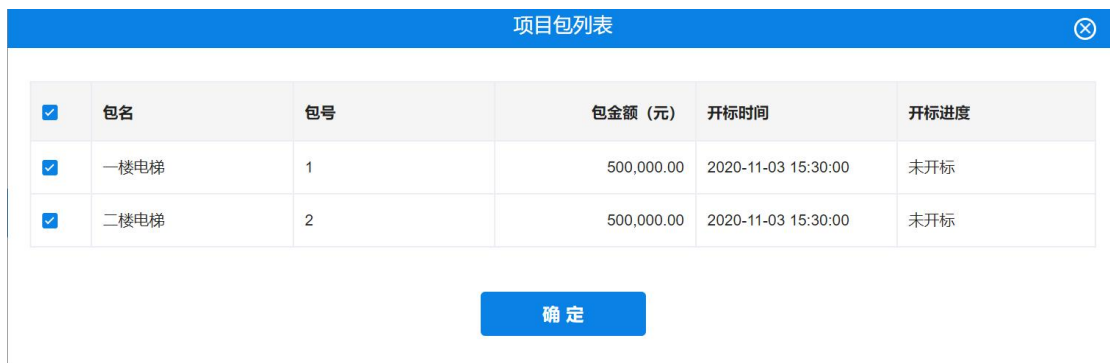 项目包列表
包名 包号 包金额（元） 开标时间 开标进度
一楼电梯 1 500,000.00 2020-11-03 15:30:00 未开标
二楼电梯 2 500,000.00 2020-11-03 15:30:00 未开标
确 定